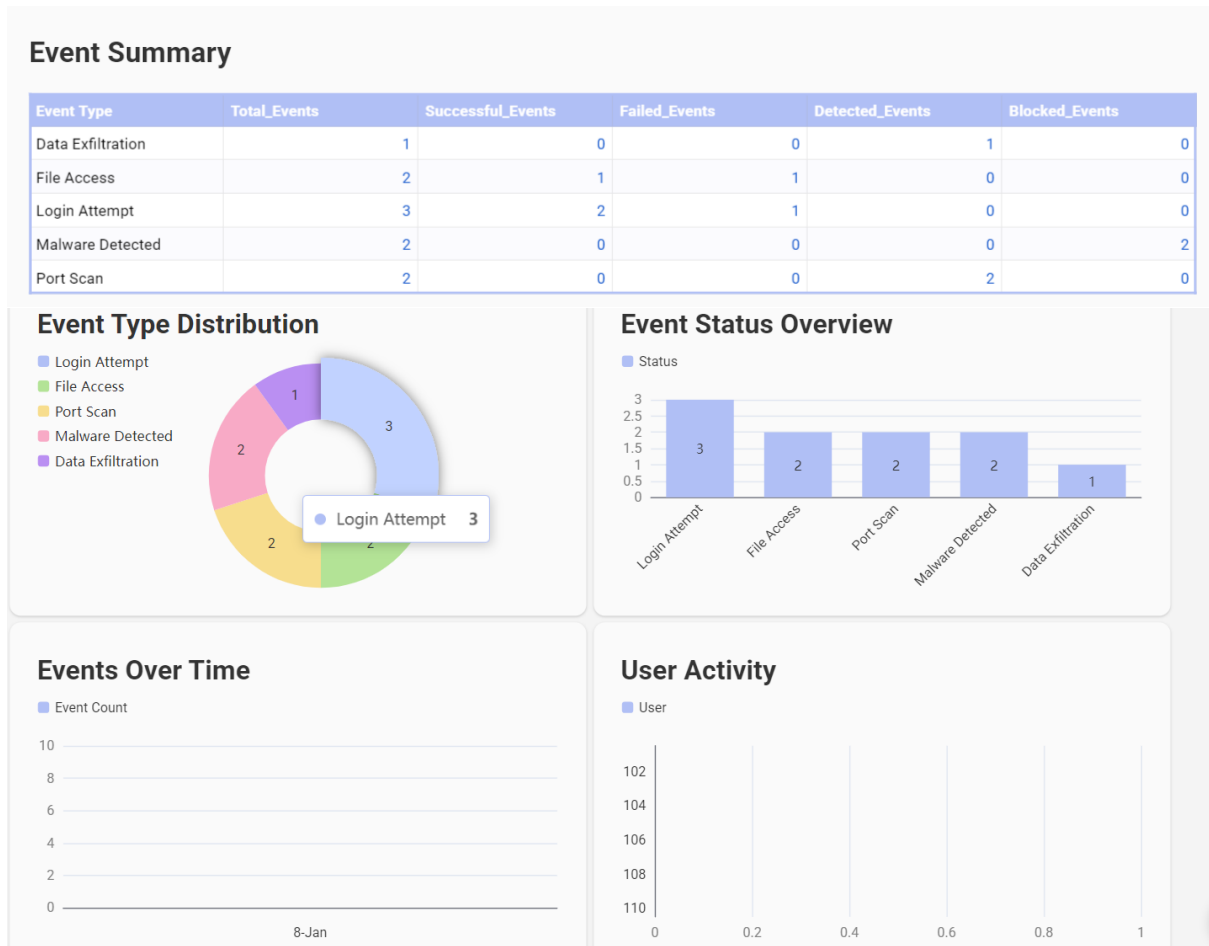 Event Summary
Event Type Total_Events Successful_Events Failed_Events Detected_Events Blocked_Events
Data Exfiltration 1 0 0 1 0
File Access 2 1 1 0 0
Login Attempt 3 2 1 0 0
Malware Detected 2 0 0 0 2
Port Scan 2 0 0 2 0
Event Type Distribution
Login Attempt
File Access
Port Scan
Malware Detected
Data Exfiltration
1
3
2
Login Attempt 3
2
2
Event Status Overview
Status
3
2.5
2
1.5
1
0.5
0
3
2
2
2
1
Login Attempt
File Access
Port Scan
Malware Detected
Data Exfiltration
Events Over Time
Event Count
10
8
6
4
2
0
8-Jan
User Activity
User
102
104
106
108
110
0 0.2 0.4 0.6 0.8 1